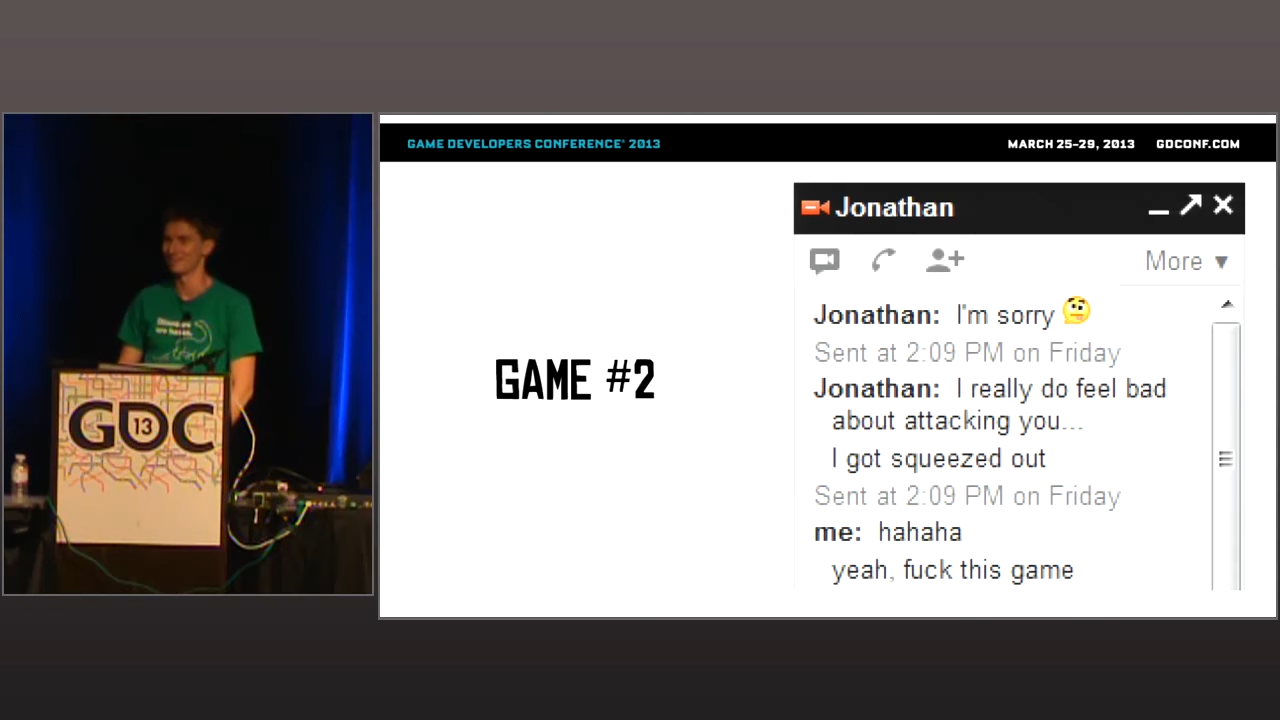 GAME DEVELOPERS CONFERENCE® 2013
MARCH 25-29, 2013 GDCONF.COM
Jonathan
More ▼
Jonathan: I'm sorry
Sent at 2:09 PM on Friday
Jonathan: I really do feel bad
about attacking you...
I got squeezed out
Sent at 2:09 PM on Friday
me: hahaha
yeah, fuck this game
GAME #2
GDC
13